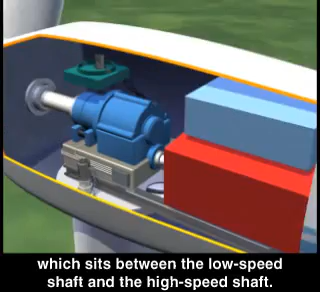 which sits between the low-speed
shaft and the high-speed shaft.